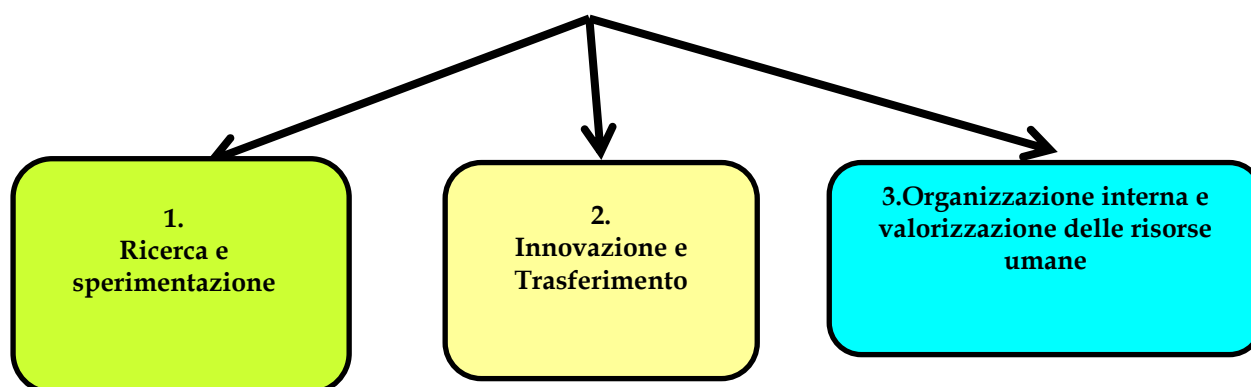 1.
Ricerca e
sperimentazione
2.
Innovazione e
Trasferimento
3.Organizzazione interna e
valorizzazione delle risorse
umane